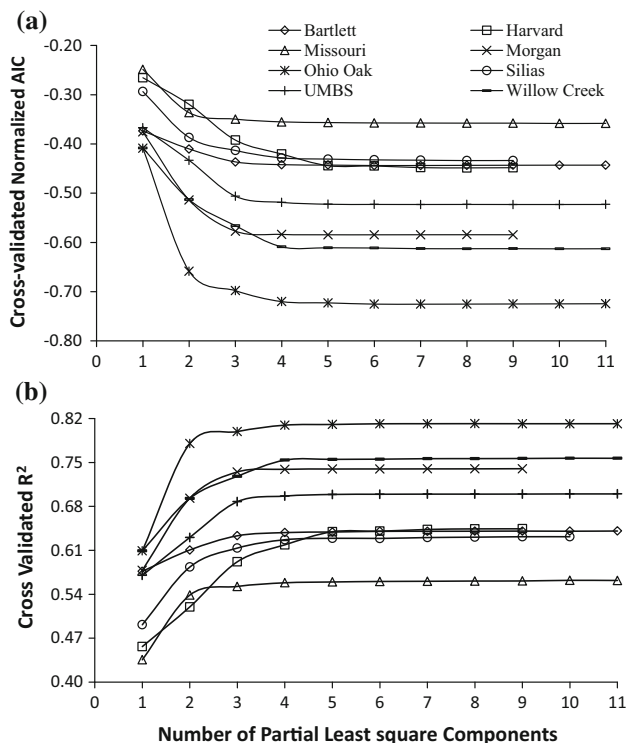 (a)
Bartlett
Harvard
Missouri
Morgan
Ohio Oak
Silias
UMBS
Willow Creek
Cross-validated Normalized AIC
-0.20
-0.30
-0.40
-0.50
-0.60
-0.70
-0.80
0 1 2 3 4 5 6 7 8 9 10 11
(b)
Cross Validated R²
0.82
0.75
0.68
0.61
0.54
0.47
0.40
0 1 2 3 4 5 6 7 8 9 10 11
Number of Partial Least square Components